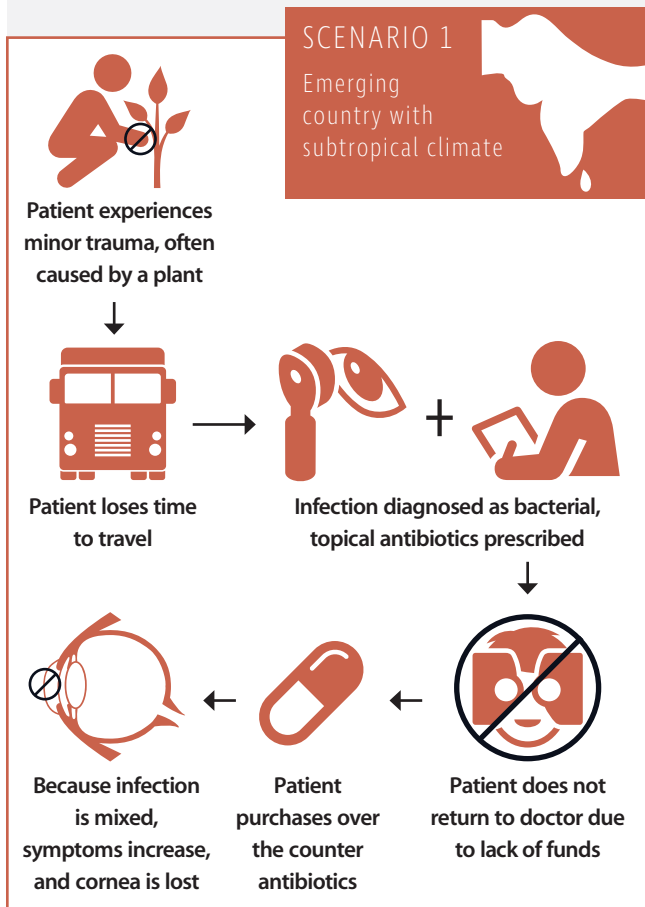 SCENARIO 1
Emerging
country with
subtropical climate
Patient experiences
minor trauma, often
caused by a plant
Patient loses time
to travel
+
Infection diagnosed as bacterial,
topical antibiotics prescribed
Patient does not
return to doctor due
to lack of funds
Patient
purchases over
the counter
antibiotics
Because infection
is mixed,
symptoms increase,
and cornea is lost